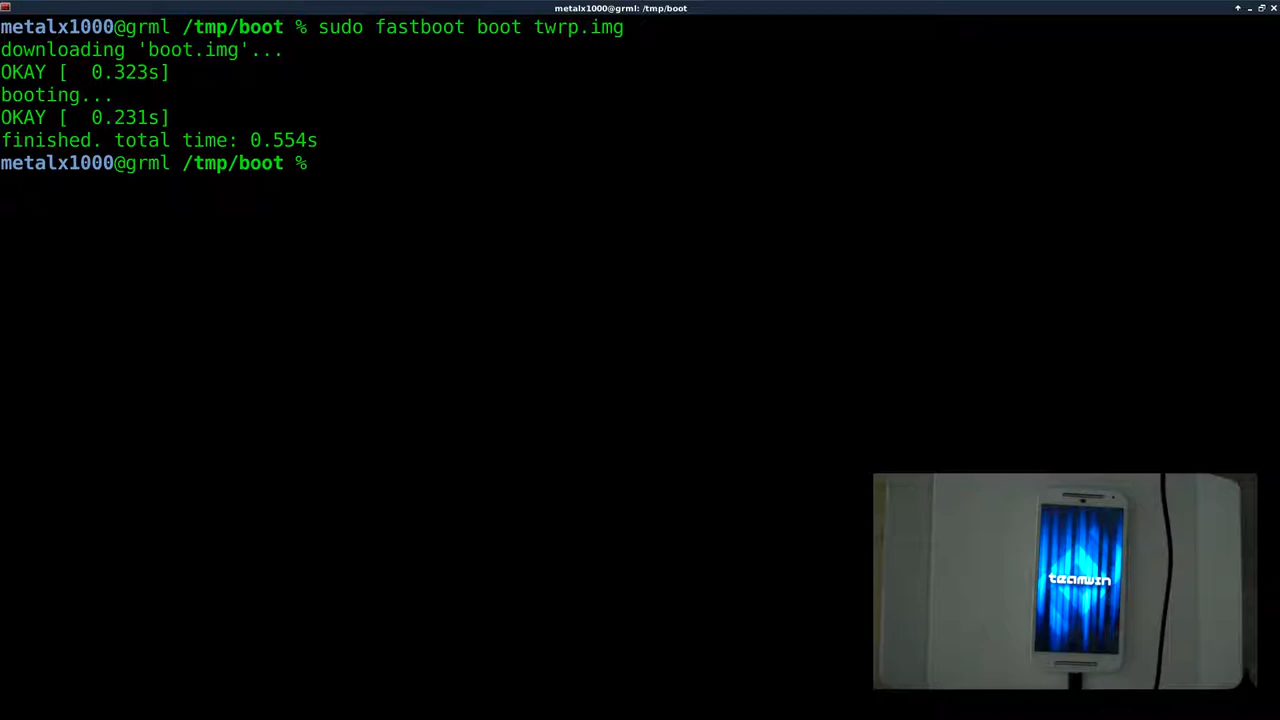 metalx1000@grml: /tmp/boot
metalx1000@grml /tmp/boot % sudo fastboot boot twrp.img
downloading 'boot.img'...
OKAY [  0.323s]
booting...
OKAY [  0.231s]
finished. total time: 0.554s
metalx1000@grml /tmp/boot %
teamwin